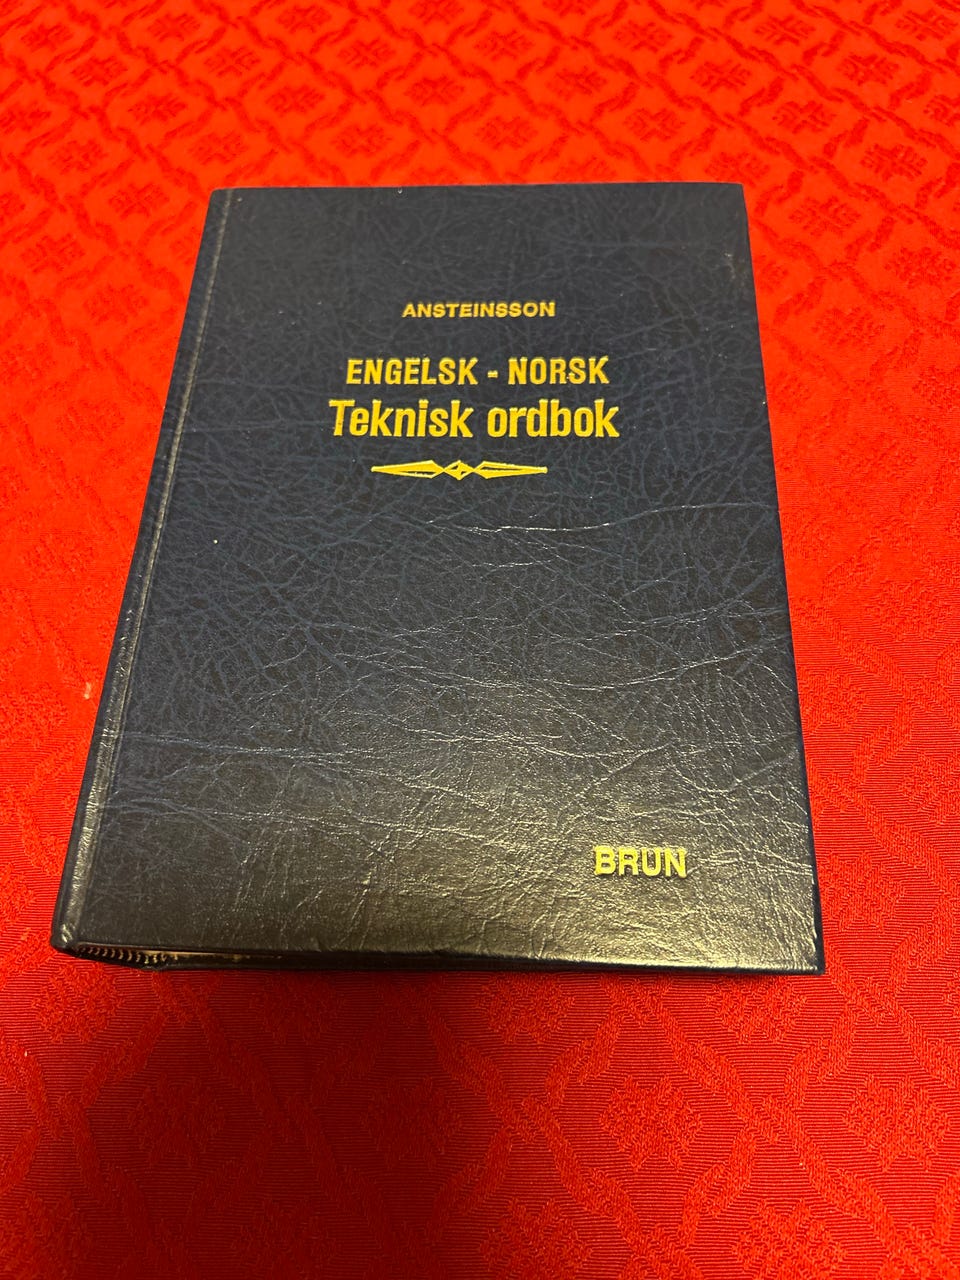 ANSTEINSSON
ENGELSK - NORSK
Teknisk ordbok
BRUN